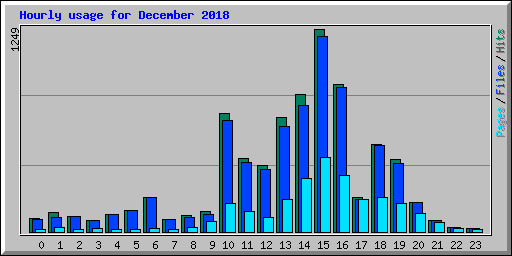 Hourly usage for December 2018
1249
Pages/Files/Hits
0 1 2 3 4 5 6 7 8 9 10 11 12 13 14 15 16 17 18 19 20 21 22 23